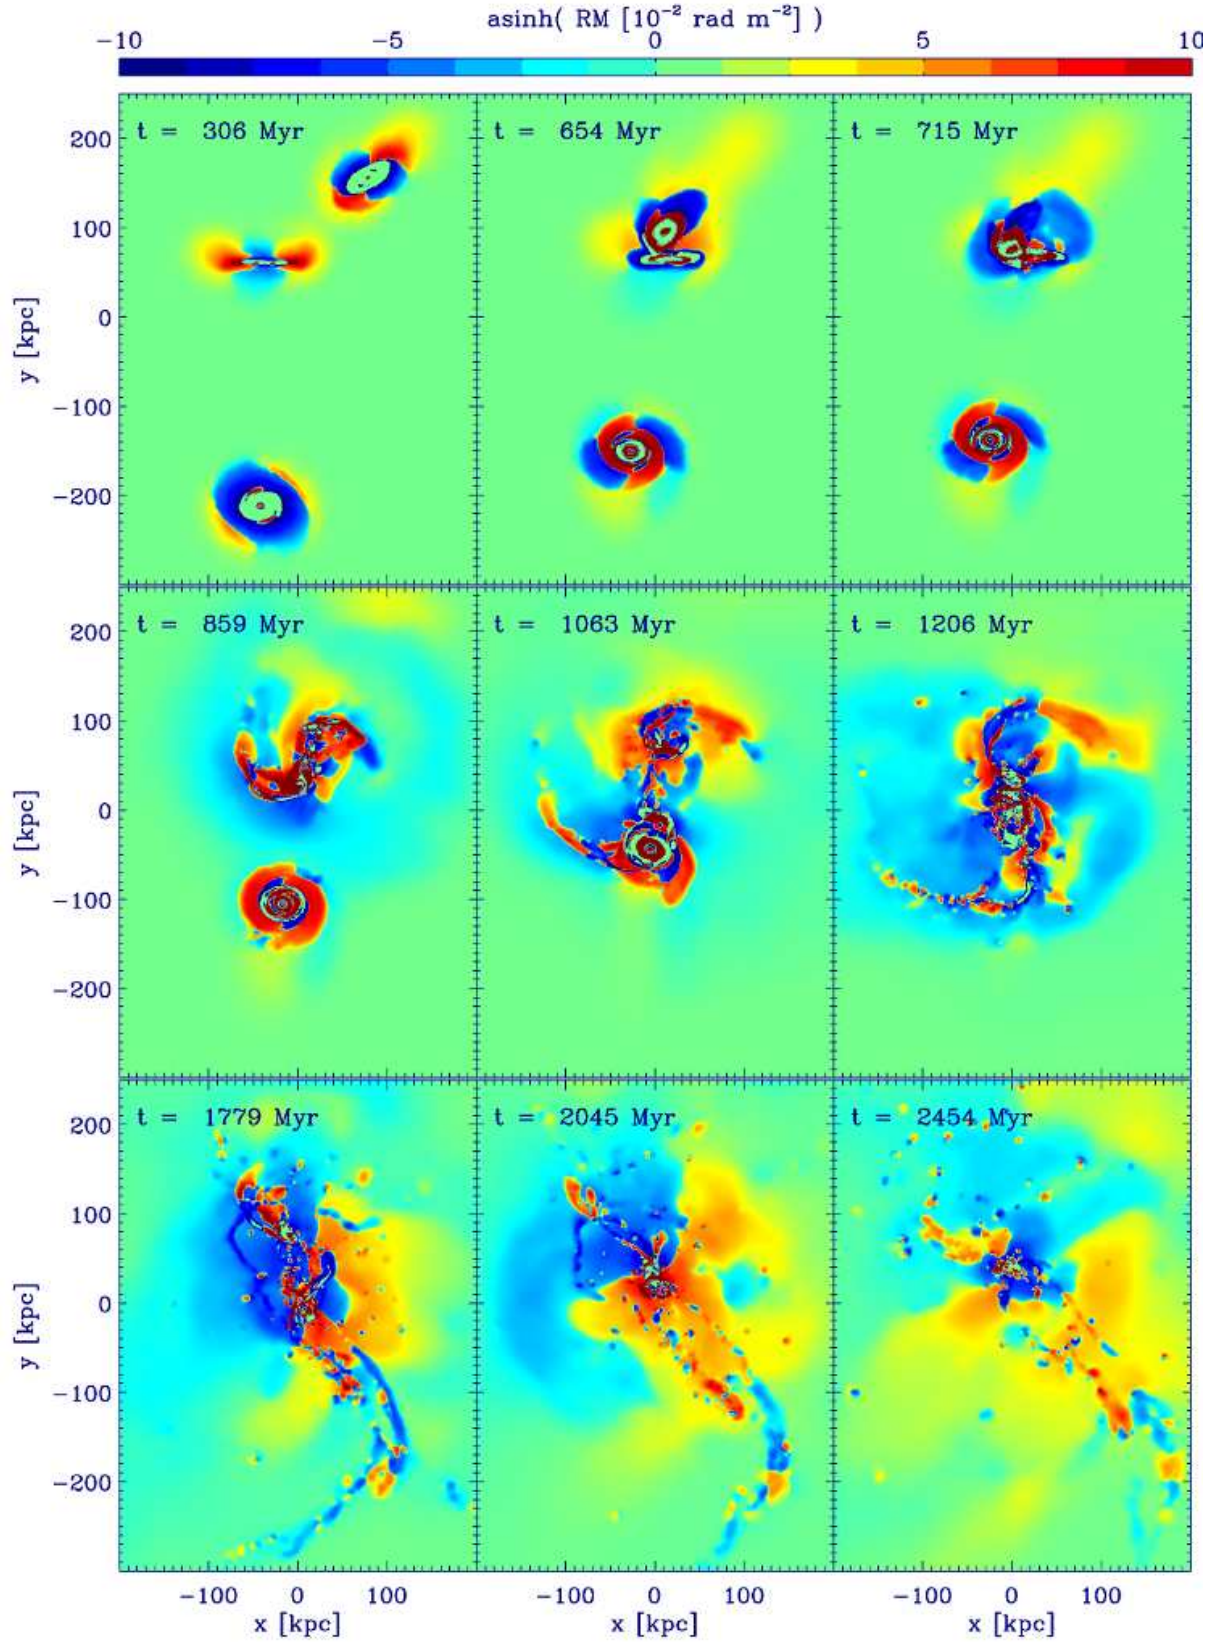 asinh( RM [10⁻² rad m⁻²] )
−10 −5 0 5 10
t = 306 Myr t = 654 Myr t = 715 Myr
200
100
0
−100
−200
y [kpc]
t = 859 Myr t = 1063 Myr t = 1206 Myr
200
100
0
−100
−200
y [kpc]
t = 1779 Myr t = 2045 Myr t = 2454 Myr
200
100
0
−100
−200
y [kpc]
−100 0 100 −100 0 100 −100 0 100
x [kpc] x [kpc] x [kpc]